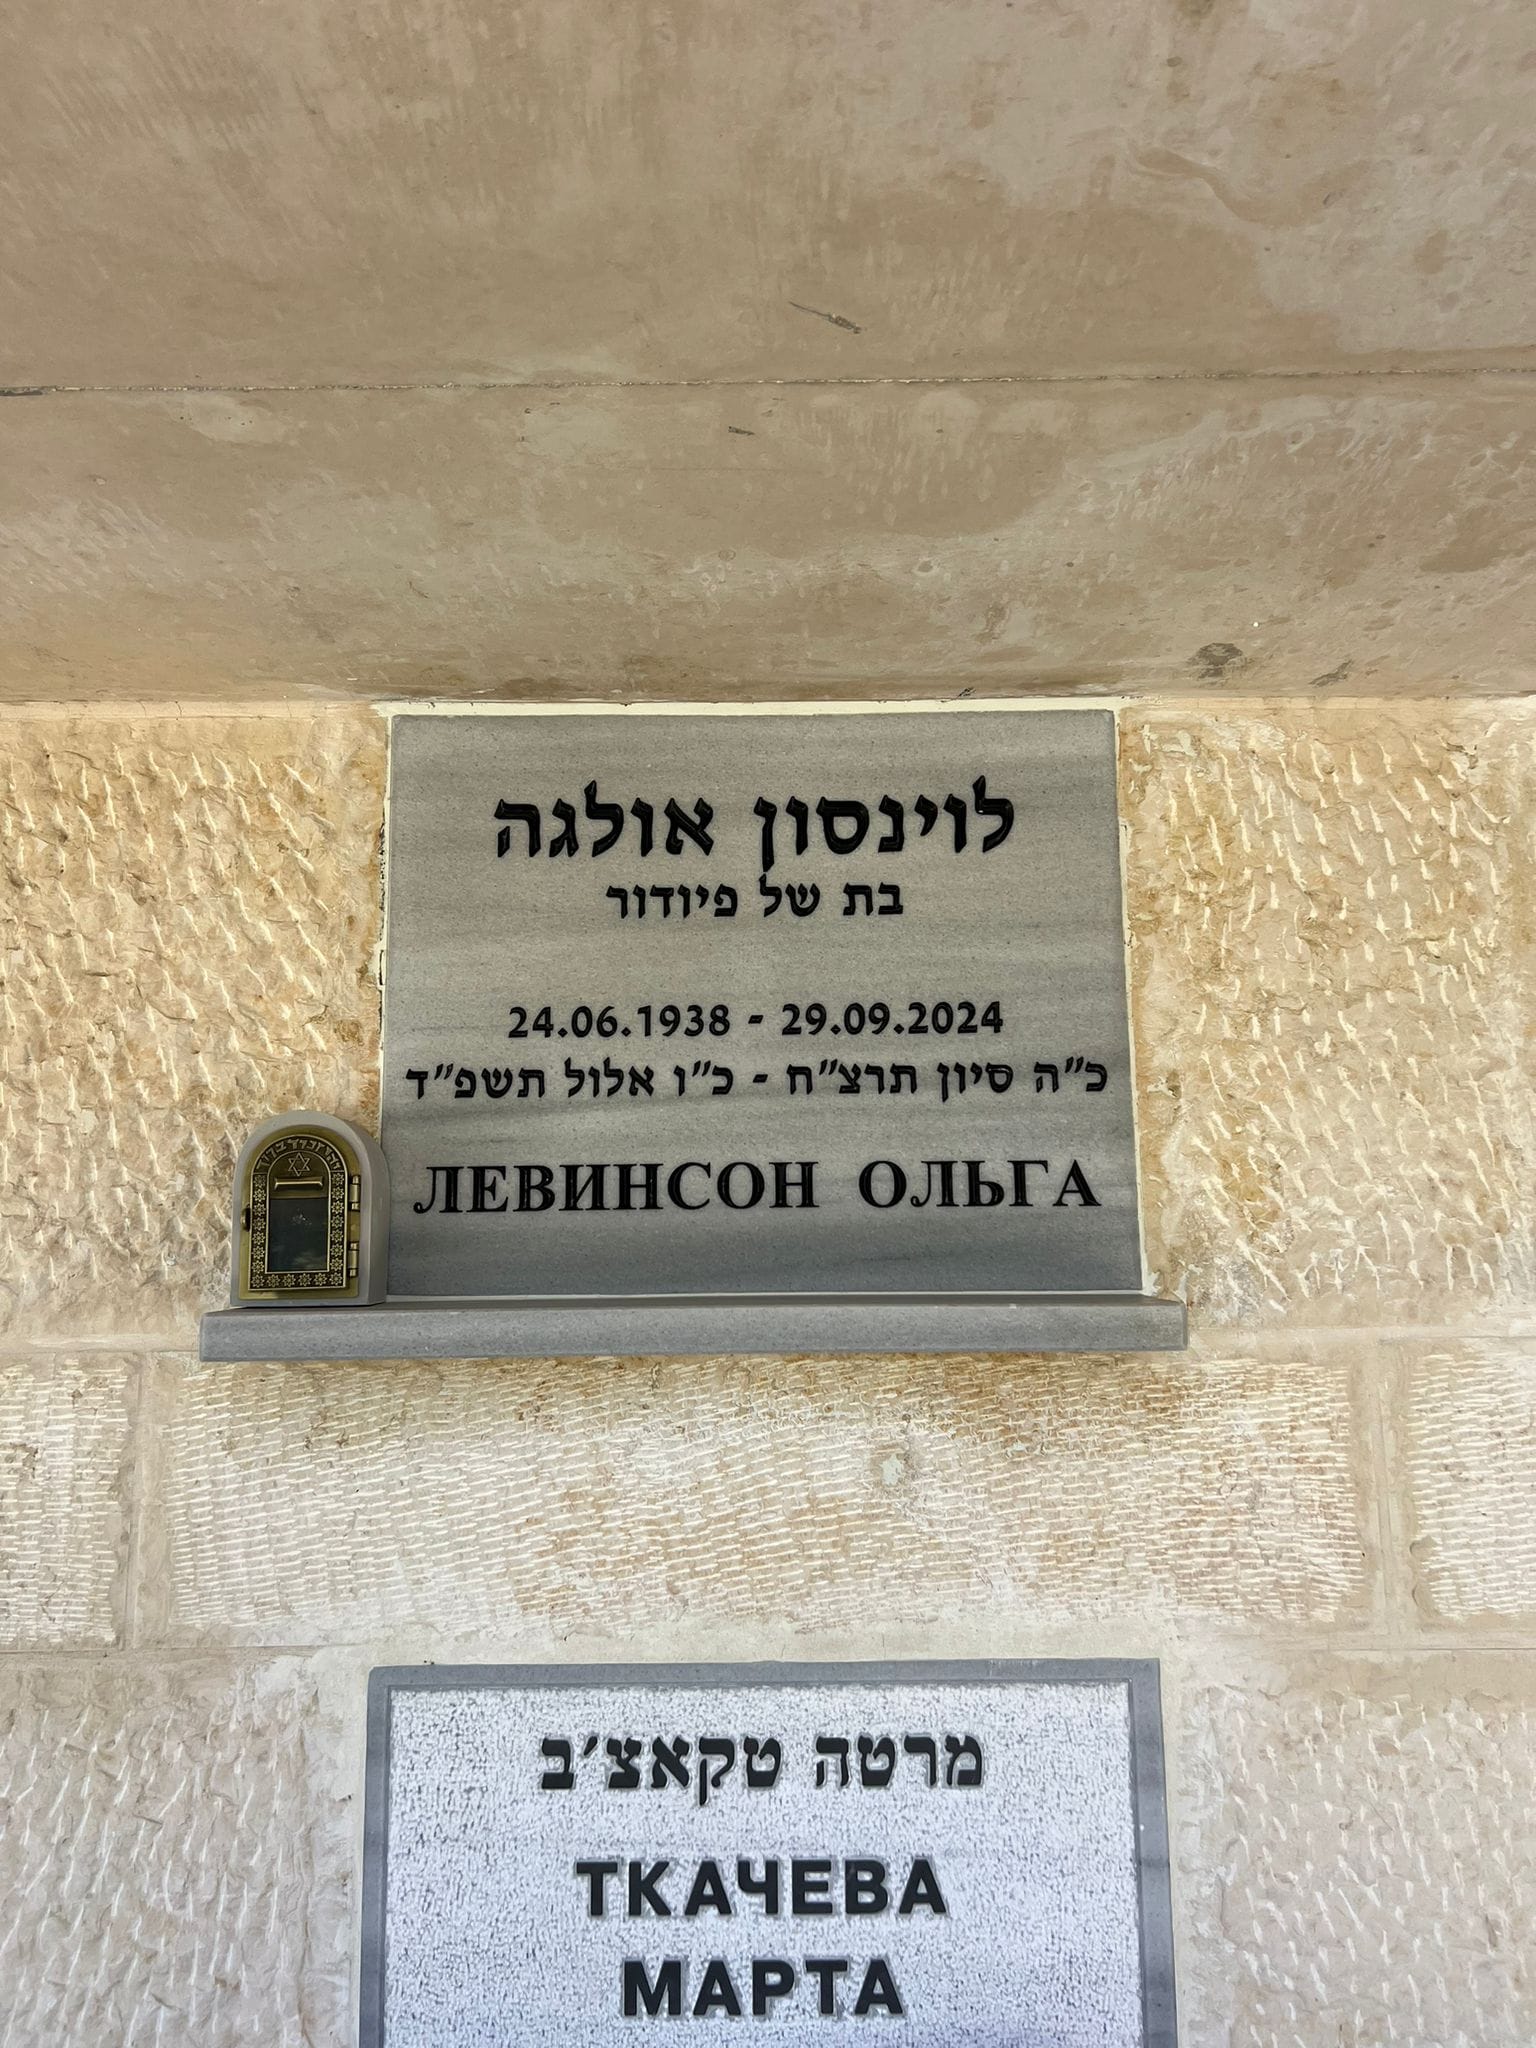 לוינסון אולגה
בת של פיודור
24.06.1938 - 29.09.2024
כ"ה סיון תרצ"ח - כ"ו אלול תשפ"ד
ЛЕВИНСОН ОЛЬГА
מרטה טקאצ'ב
ТКАЧЕВА
МАРТА